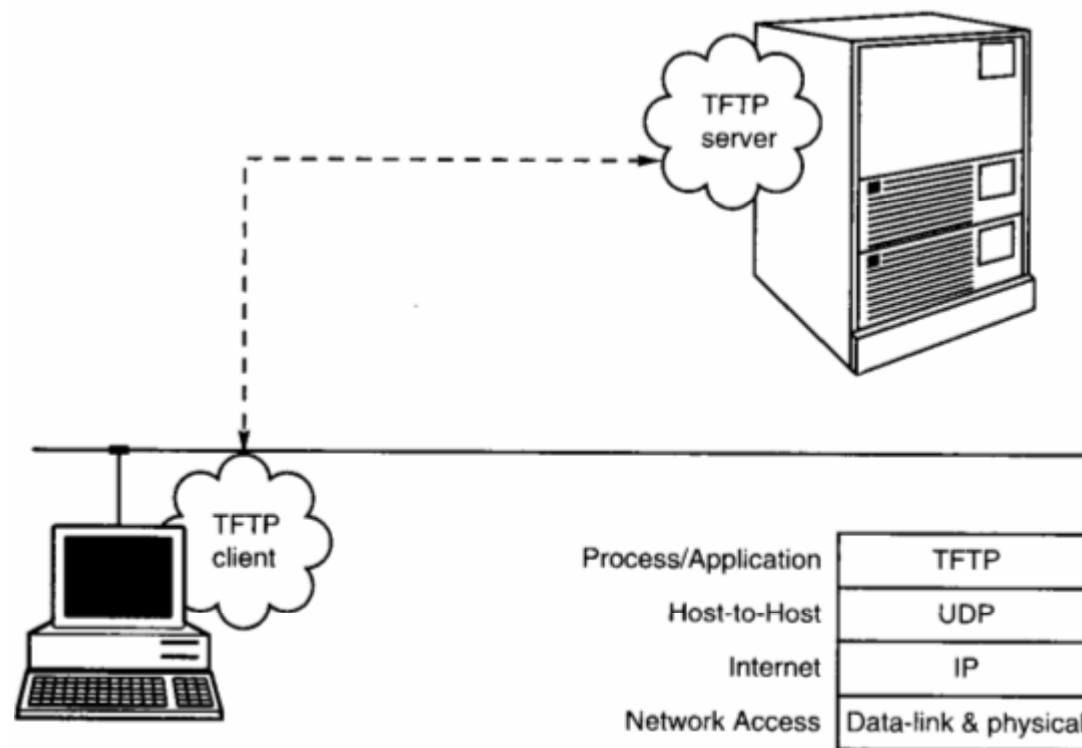 TFTP
server
TFTP
client
Process/Application TFTP
Host-to-Host UDP
Internet IP
Network Access Data-link & physical